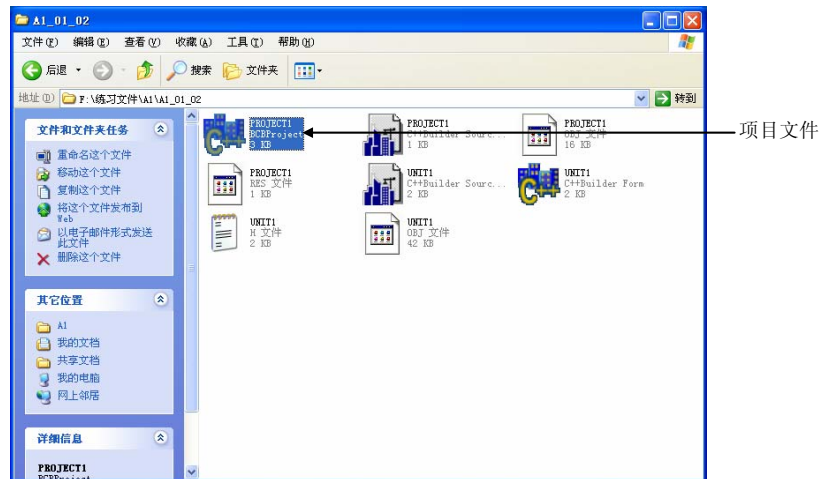 A1_01_02
文件(F) 编辑(E) 查看(V) 收藏(A) 工具(T) 帮助(H)
后退 搜索 文件夹
地址(D) F:\练习文件\A1\A1_01_02 转到
文件和文件夹任务
重命名这个文件
移动这个文件
复制这个文件
将这个文件发布到
Web
以电子邮件形式发送
此文件
删除这个文件
其它位置
A1
我的文档
共享文档
我的电脑
网上邻居
详细信息
PROJECT1
BCBProject
PROJECT1
BCBProject
3 KB
PROJECT1
C++Builder Sourc...
1 KB
PROJECT1
OBJ 文件
16 KB
PROJECT1
RES 文件
1 KB
UNIT1
C++Builder Sourc...
2 KB
UNIT1
C++Builder Form
2 KB
UNIT1
H 文件
2 KB
UNIT1
OBJ 文件
42 KB
项目文件